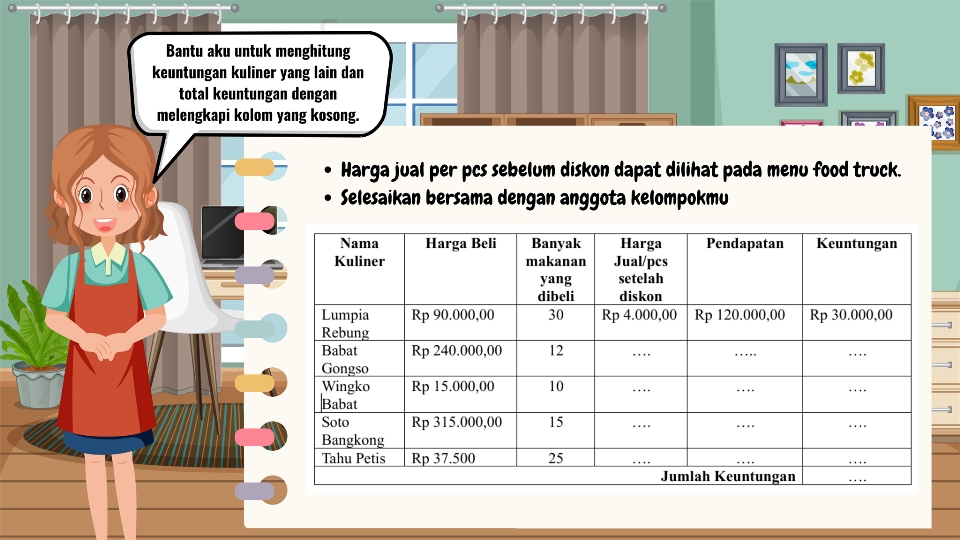 Bantu aku untuk menghitung
keuntungan kuliner yang lain dan
total keuntungan dengan
melengkapi kolom yang kosong.
• Harga jual per pcs sebelum diskon dapat dilihat pada menu food truck.
• Selesaikan bersama dengan anggota kelompokmu
Nama Kuliner | Harga Beli | Banyak makanan yang dibeli | Harga Jual/pcs setelah diskon | Pendapatan | Keuntungan
Lumpia Rebung | Rp 90.000,00 | 30 | Rp 4.000,00 | Rp 120.000,00 | Rp 30.000,00
Babat Gongso | Rp 240.000,00 | 12 | …. | ….. | ….
Wingko Babat | Rp 15.000,00 | 10 | …. | …. | ….
Soto Bangkong | Rp 315.000,00 | 15 | …. | …. | ….
Tahu Petis | Rp 37.500 | 25 | …. | …. | ….
Jumlah Keuntungan | ….